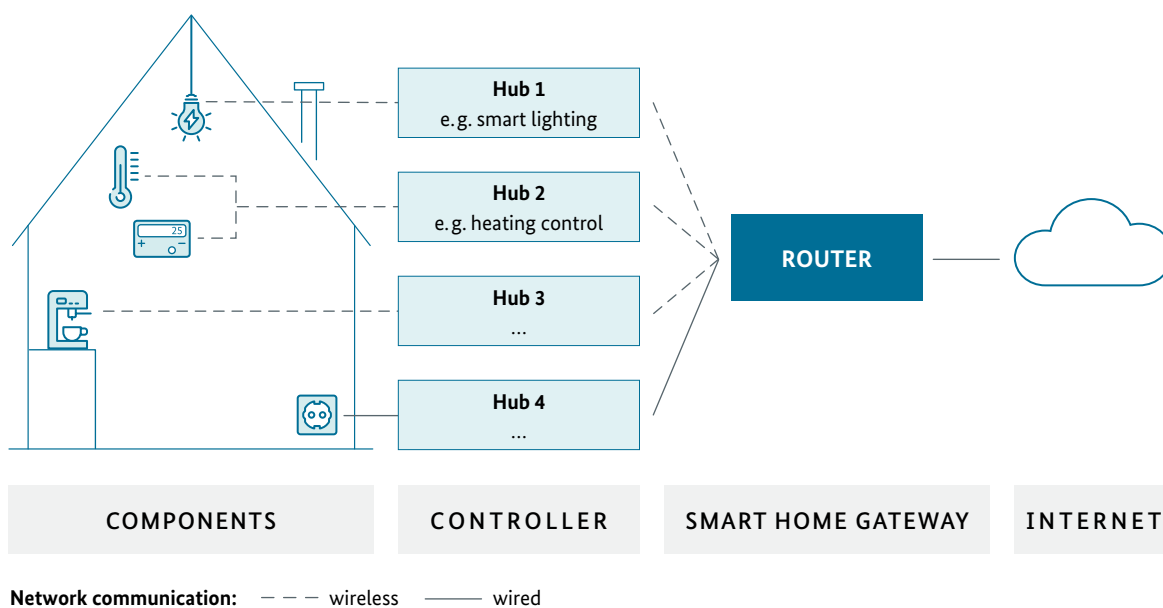 Hub 1
e.g. smart lighting
Hub 2
e.g. heating control
25
+ −
Hub 3
...
Hub 4
...
ROUTER
COMPONENTS
CONTROLLER
SMART HOME GATEWAY
INTERNET
Network communication: wireless wired